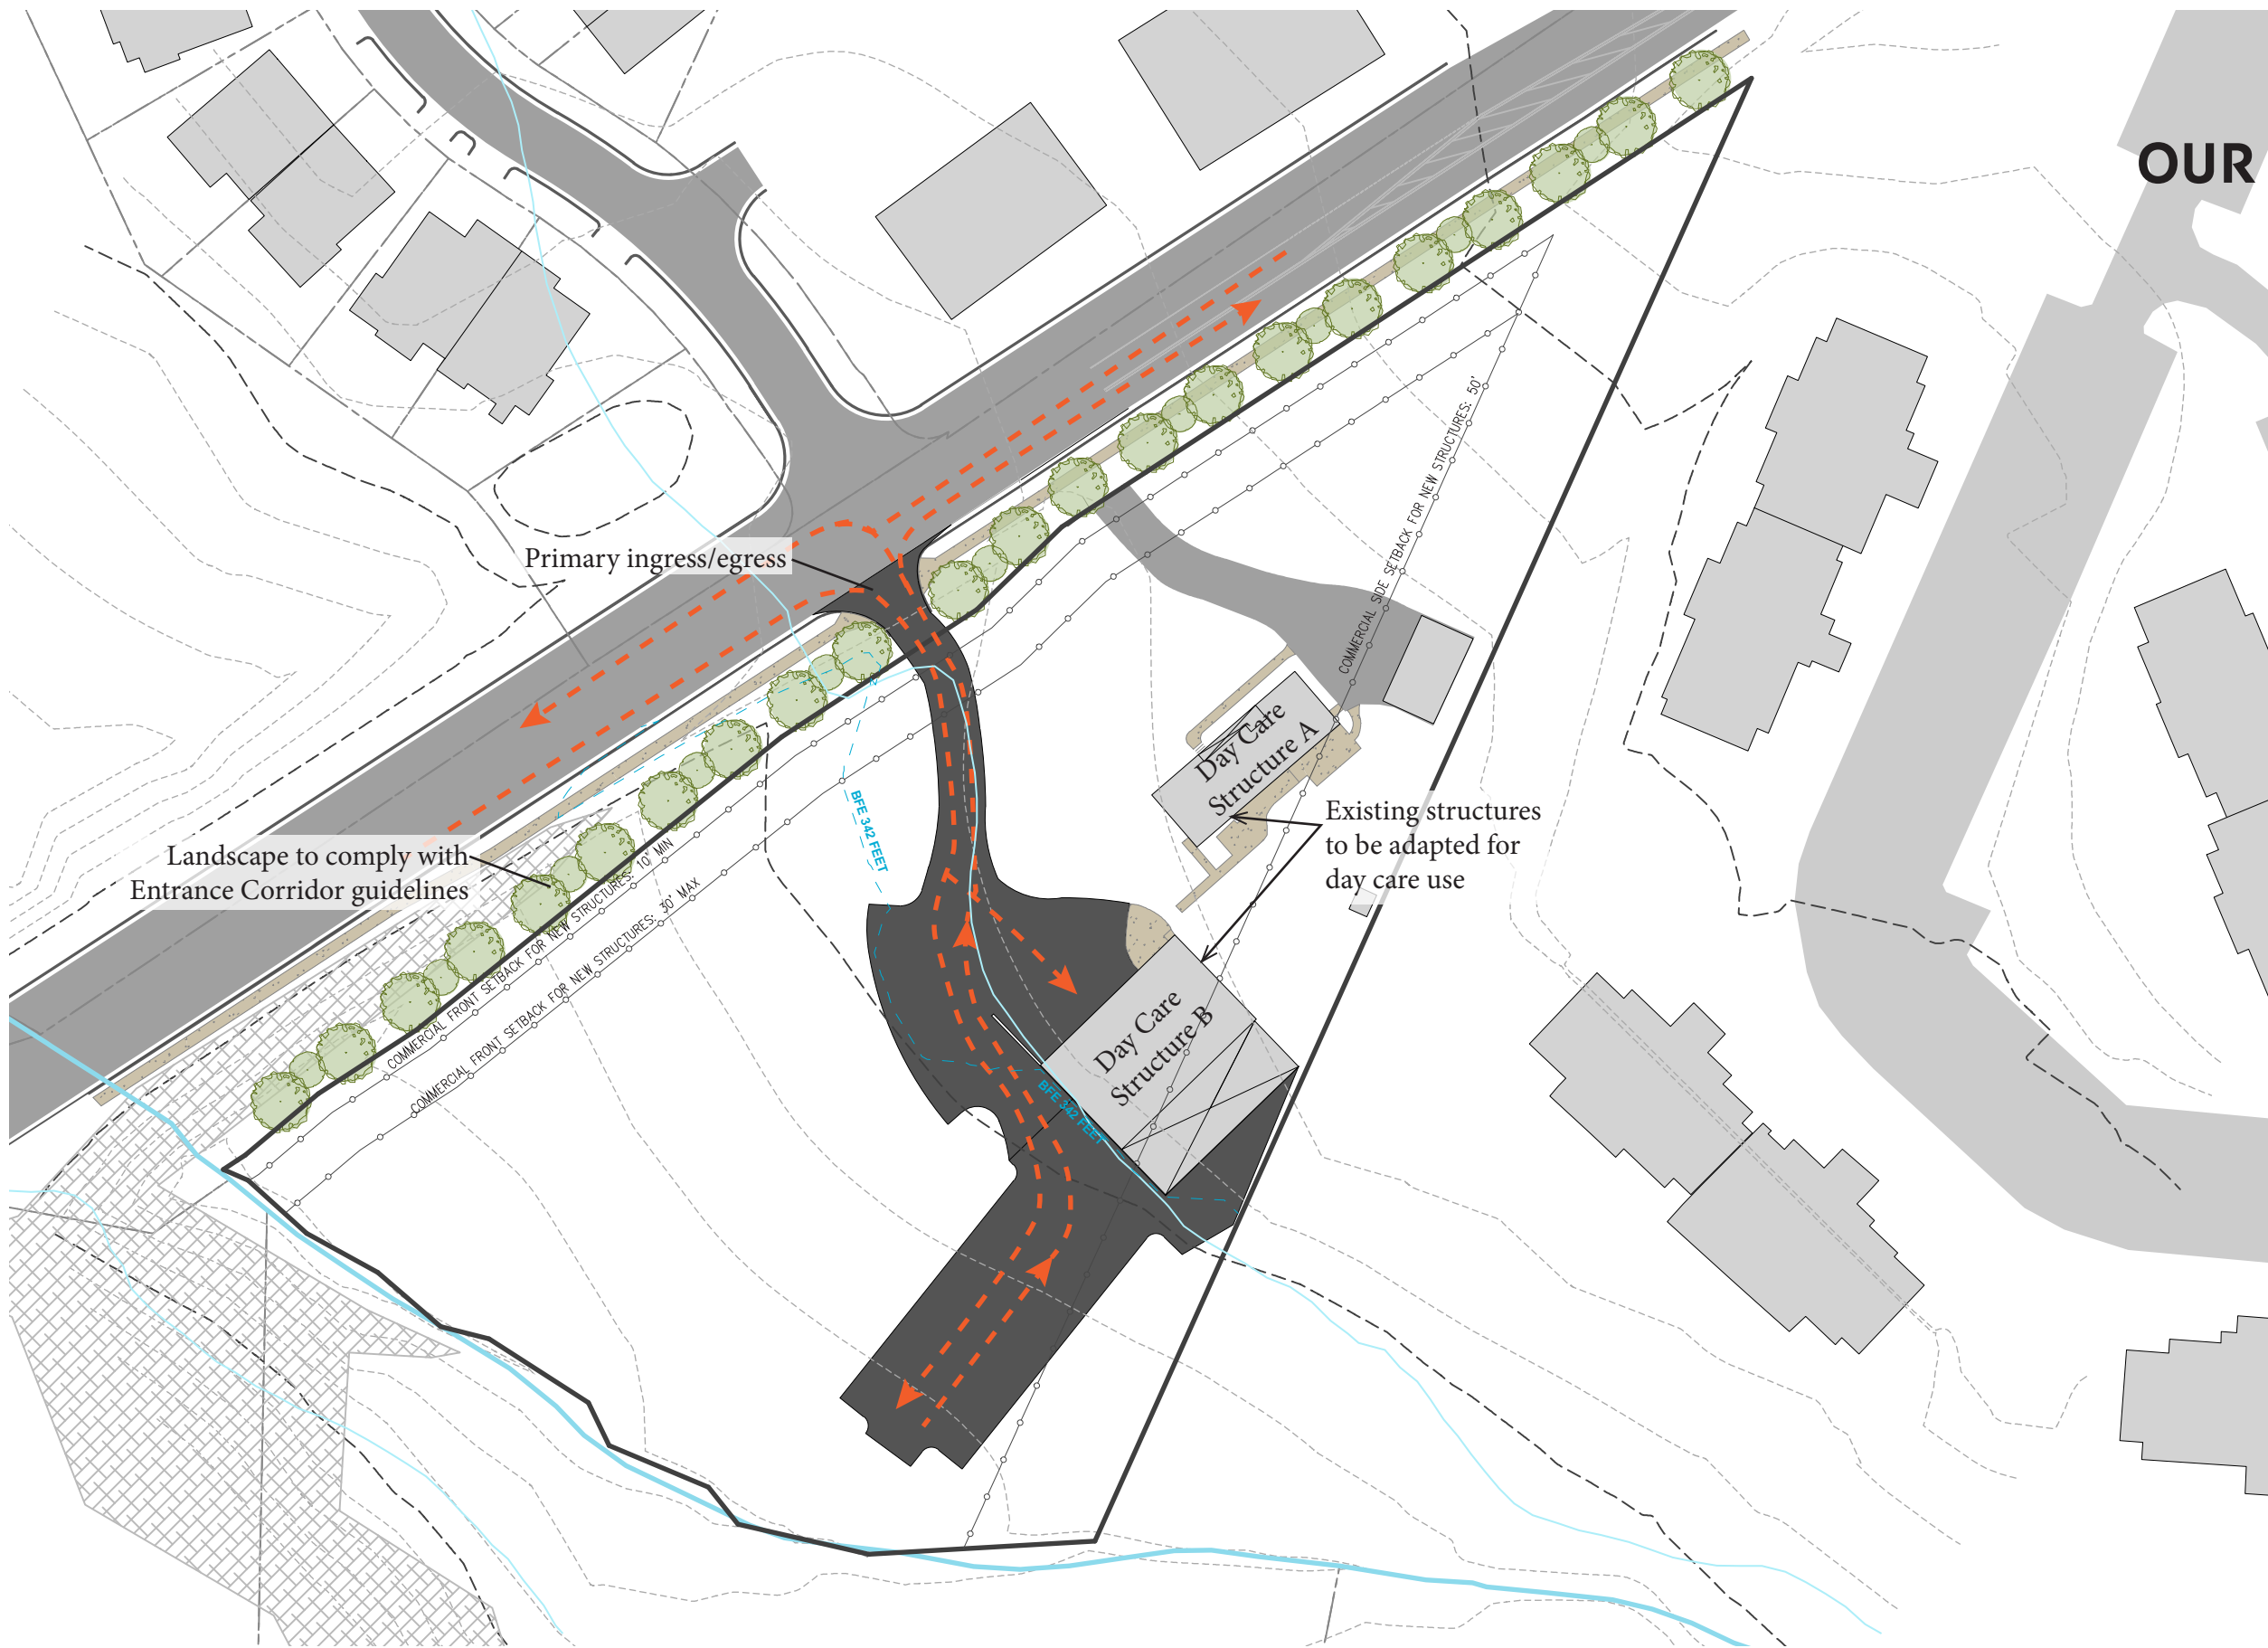 OUR
COMMERCIAL SIDE SETBACK FOR NEW STRUCTURES: 50'
Primary ingress/egress
Day Care
Structure A
BFE 342 FEET
Existing structures
to be adapted for
day care use
Landscape to comply with
Entrance Corridor guidelines
COMMERCIAL FRONT SETBACK FOR NEW STRUCTURES: 10' MIN
COMMERCIAL FRONT SETBACK FOR NEW STRUCTURES: 30' MAX
Day Care
Structure B
BFE 342 FEET